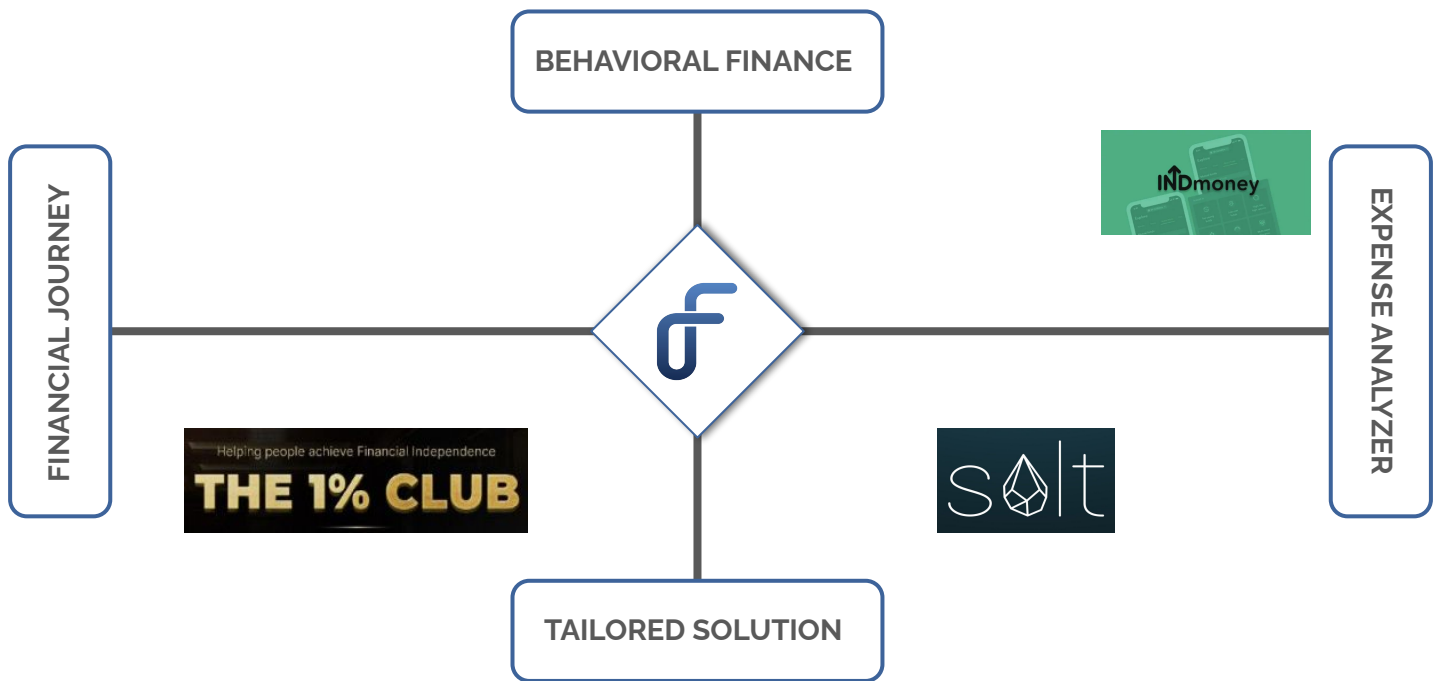 BEHAVIORAL FINANCE
INDmoney
FINANCIAL JOURNEY
EXPENSE ANALYZER
Helping people achieve Financial Independence
THE 1% CLUB
salt
TAILORED SOLUTION